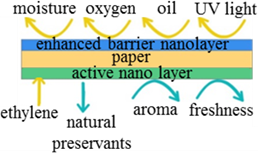 moisture oxygen oil UV light
enhanced barrier nanolayer
paper
active nano layer
ethylene natural preservants aroma freshness